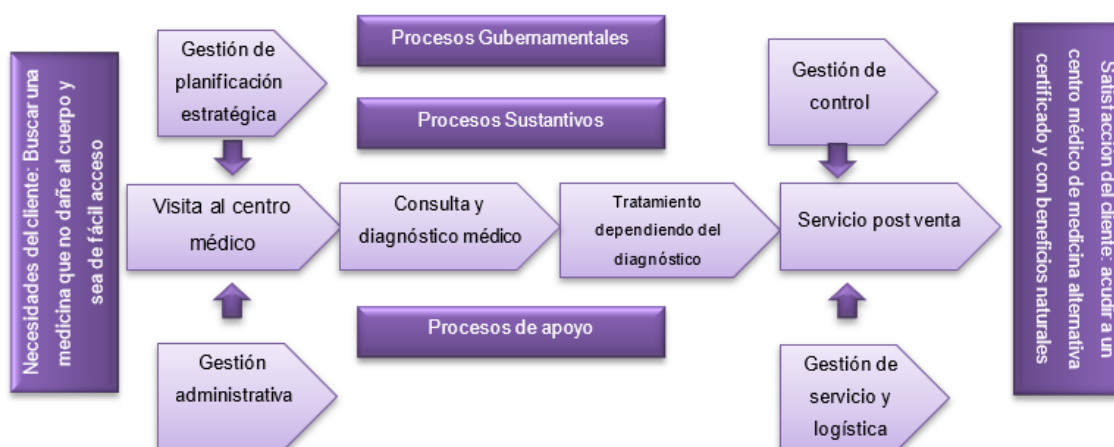 Necesidades del cliente: Buscar una
medicina que no dañe al cuerpo y
sea de fácil acceso
Gestión de
planificación
estratégica
Procesos Gubernamentales
Procesos Sustantivos
Gestión de
control
Visita al centro
médico
Consulta y
diagnóstico médico
Tratamiento
dependiendo del
diagnóstico
Servicio post venta
Procesos de apoyo
Gestión
administrativa
Gestión de
servicio y
logística
Satisfacción del cliente: acudir a un
centro médico de medicina alternativa
certificado y con beneficios naturales